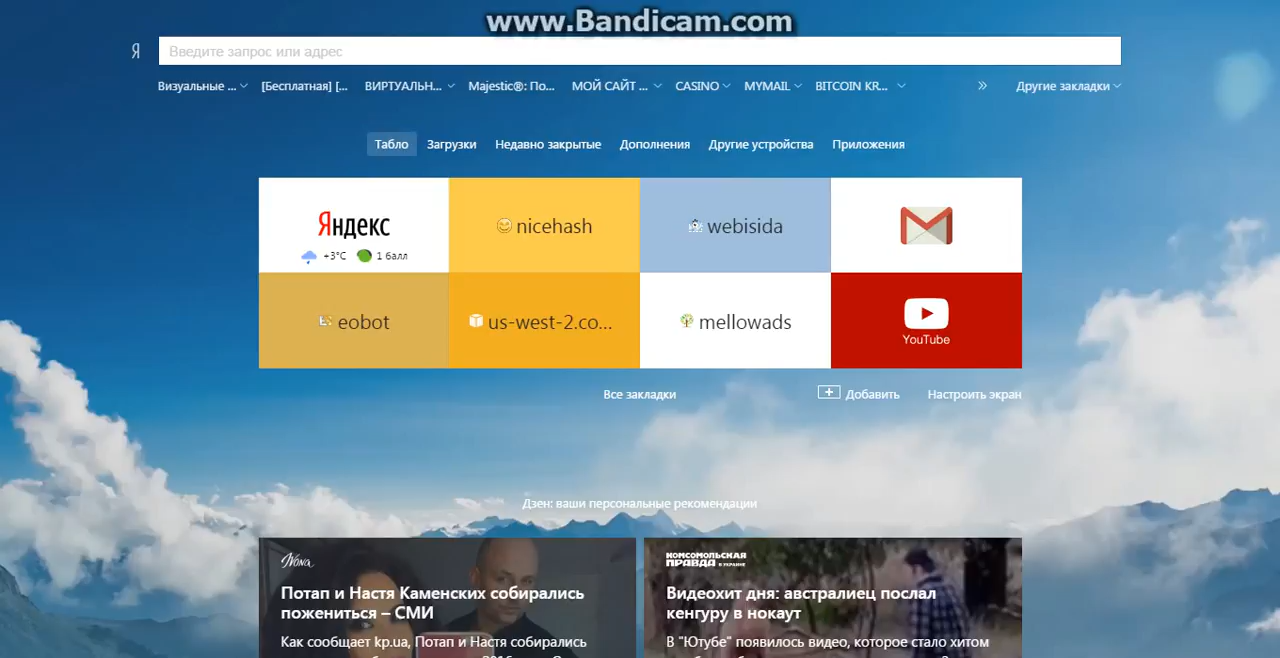 www.Bandicam.com
Я Введите запрос или адрес
Визуальные ... [Бесплатная] [... ВИРТУАЛЬН... Majestic®: По... МОЙ САЙТ ... CASINO MYMAIL BITCOIN KR... » Другие закладки
Табло Загрузки Недавно закрытые Дополнения Другие устройства Приложения
Яндекс
+3°C 1 балл
nicehash
webisida
eobot
us-west-2.co...
mellowads
YouTube
Все закладки Добавить Настроить экран
Дзен: ваши персональные рекомендации
Wona
Потап и Настя Каменских собирались
пожениться – СМИ
Как сообщает kp.ua, Потап и Настя собирались
КОМСОМОЛЬСКАЯ
ПРАВДА В УКРАИНЕ
Видеохит дня: австралиец послал
кенгуру в нокаут
В "Ютубе" появилось видео, которое стало хитом